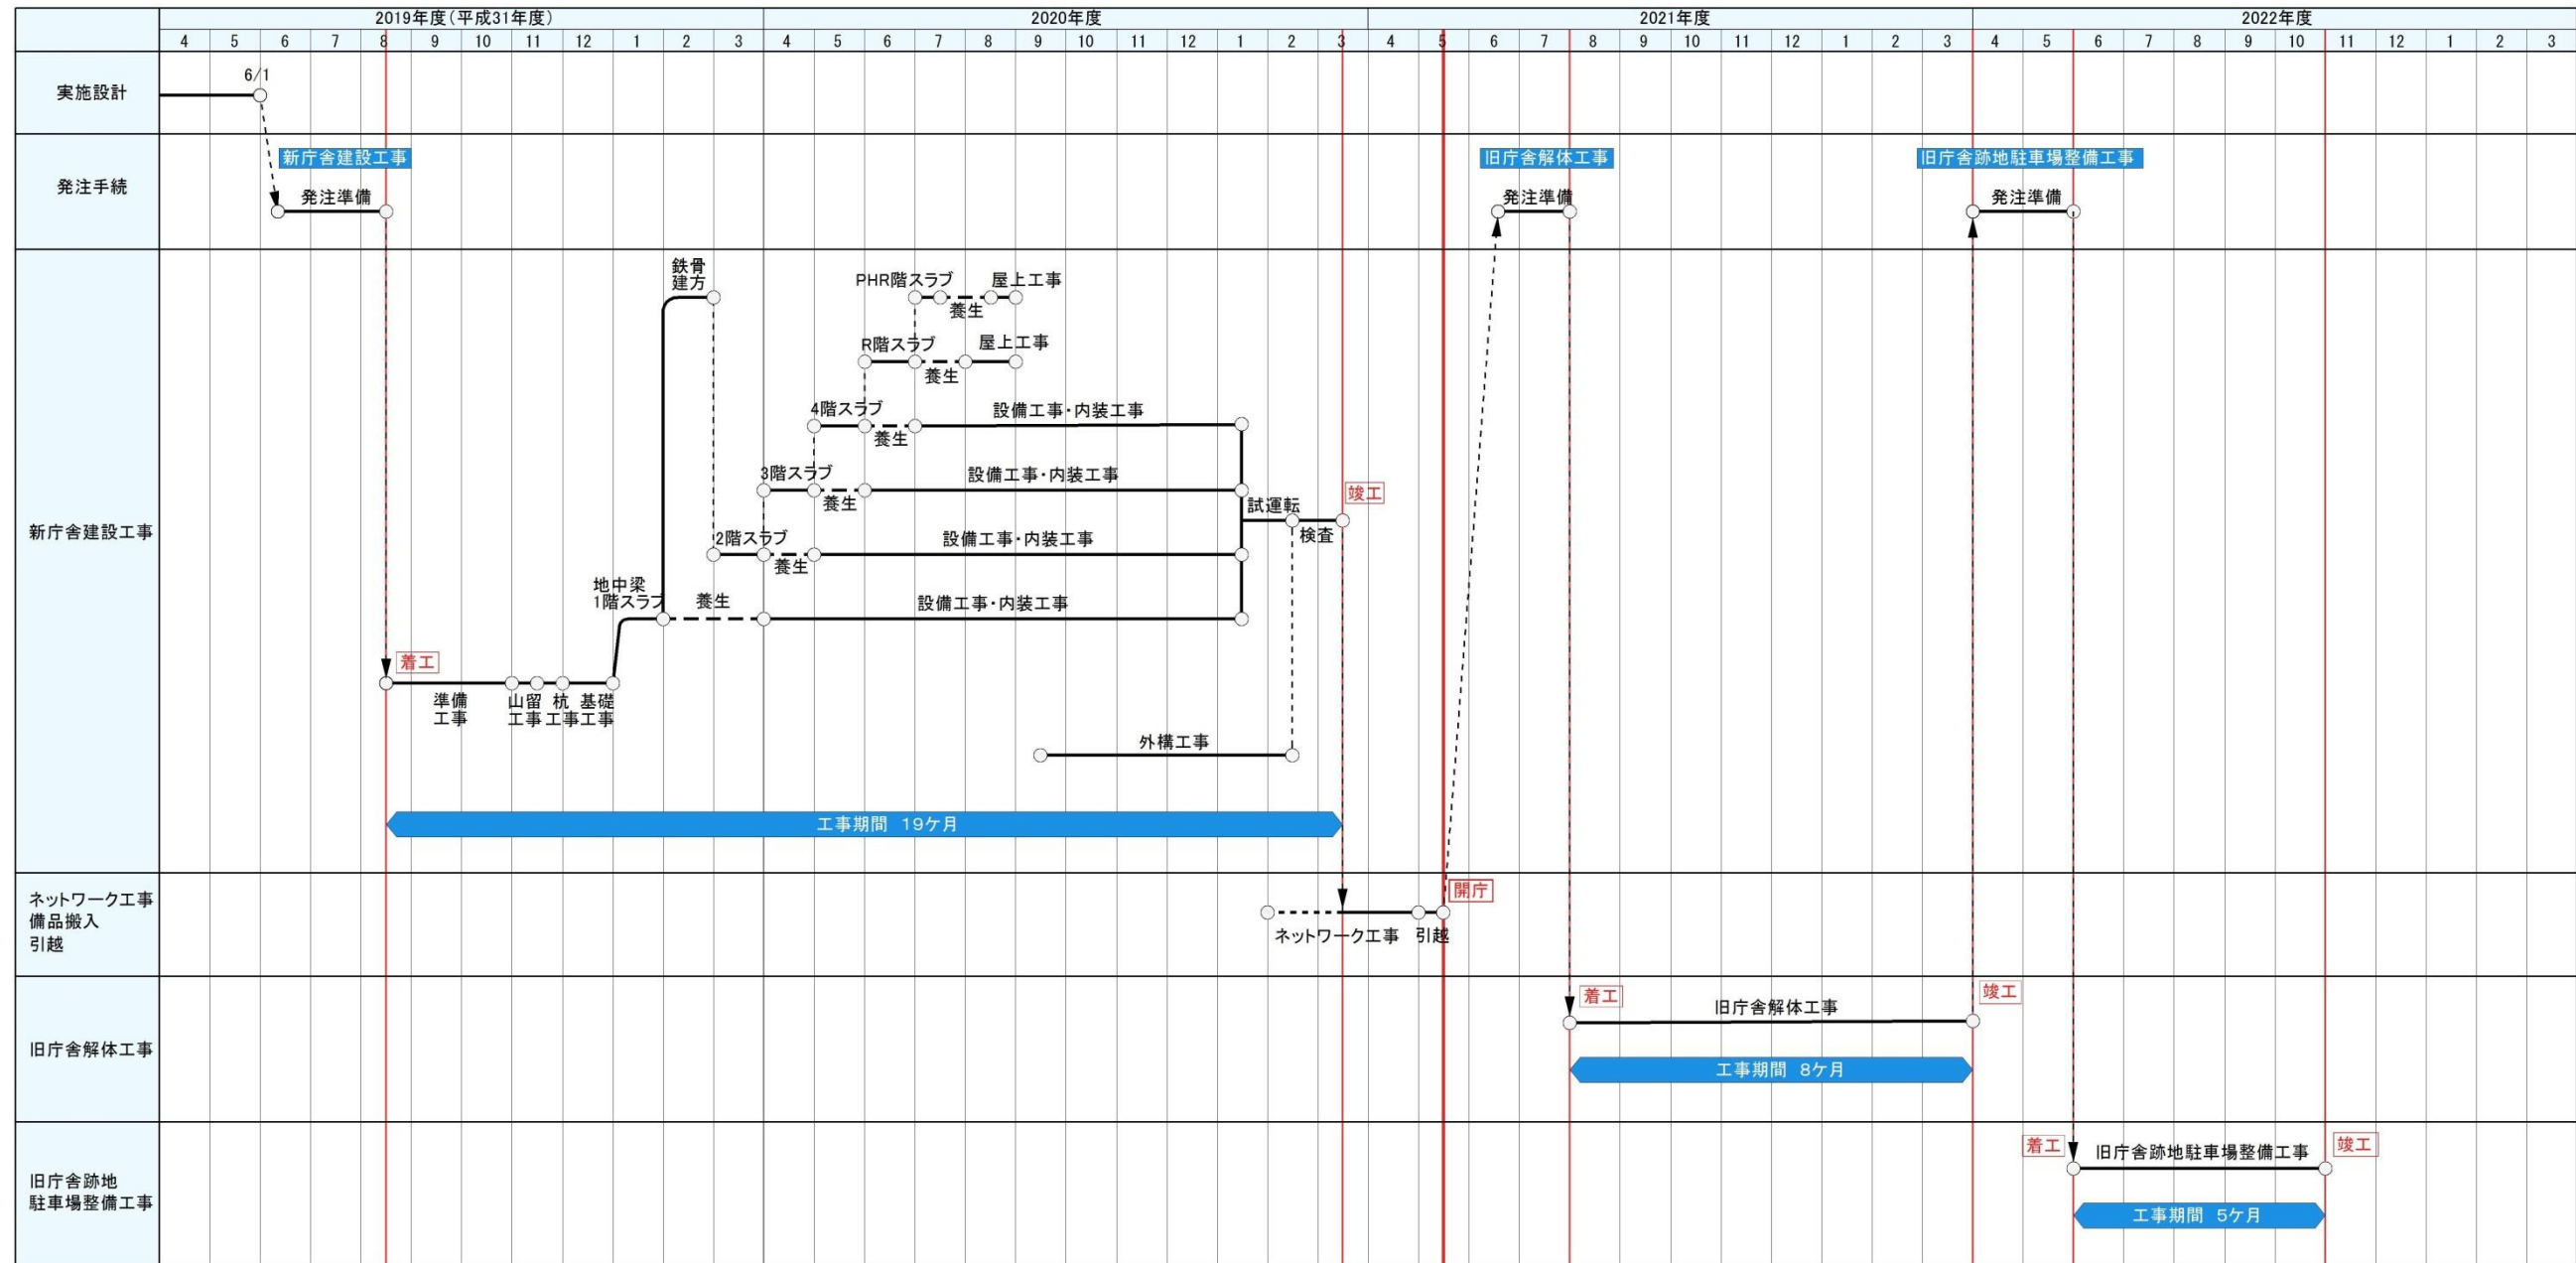 2019年度（平成31年度） 2020年度 2021年度 2022年度
4 5 6 7 8 9 10 11 12 1 2 3 4 5 6 7 8 9 10 11 12 1 2 3 4 5 6 7 8 9 10 11 12 1 2 3 4 5 6 7 8 9 10 11 12 1 2 3
実施設計
6/1
発注手続
新庁舎建設工事
発注準備
旧庁舎解体工事
発注準備
旧庁舎跡地駐車場整備工事
発注準備
新庁舎建設工事
鉄骨
建方
PHR階スラブ
養生
屋上工事
R階スラブ
養生
屋上工事
4階スラブ
養生
設備工事・内装工事
3階スラブ
養生
設備工事・内装工事
竣工
試運転
検査
2階スラブ
養生
設備工事・内装工事
地中梁
1階スラブ
養生
設備工事・内装工事
着工
準備
工事
山留
工事
杭
工事
基礎
工事
外構工事
工事期間 19ケ月
ネットワーク工事
備品搬入
引越
開庁
ネットワーク工事
引越
旧庁舎解体工事
着工
旧庁舎解体工事
竣工
工事期間 8ケ月
旧庁舎跡地
駐車場整備工事
着工
旧庁舎跡地駐車場整備工事
竣工
工事期間 5ケ月